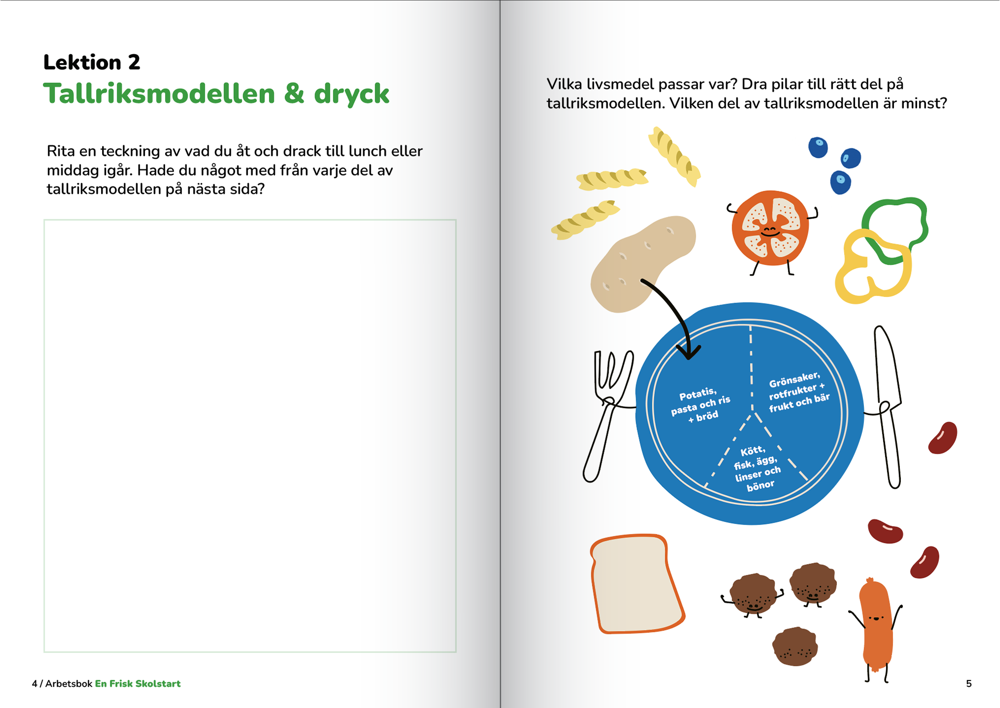 Lektion 2
Tallriksmodellen & dryck
Rita en teckning av vad du åt och drack till lunch eller
middag igår. Hade du något med från varje del av
tallriksmodellen på nästa sida?
4 / Arbetsbok En Frisk Skolstart
Vilka livsmedel passar var? Dra pilar till rätt del på
tallriksmodellen. Vilken del av tallriksmodellen är minst?
Potatis,
pasta och ris
+ bröd
Grönsaker,
rotfrukter +
frukt och bär
Kött,
fisk, ägg,
linser och
bönor
5